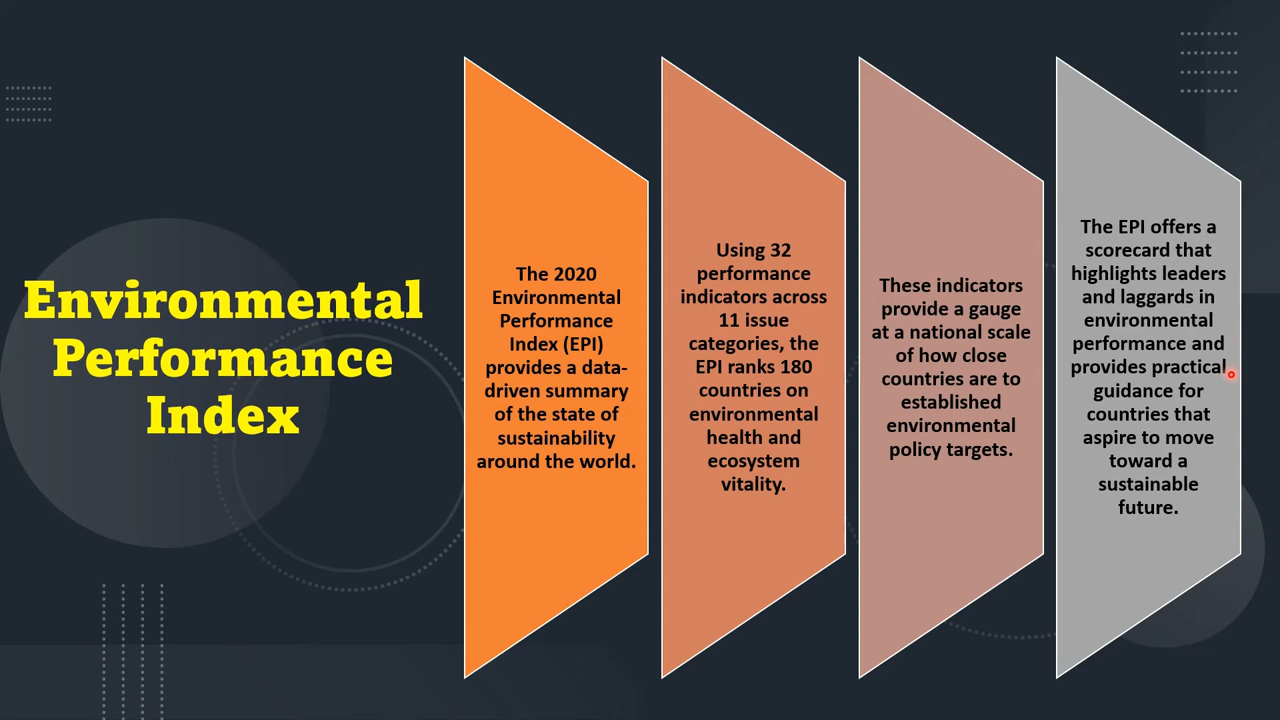 Environmental
Performance
Index
The 2020
Environmental
Performance
Index (EPI)
provides a data-
driven summary
of the state of
sustainability
around the world.
Using 32
performance
indicators across
11 issue
categories, the
EPI ranks 180
countries on
environmental
health and
ecosystem
vitality.
These indicators
provide a gauge
at a national scale
of how close
countries are to
established
environmental
policy targets.
The EPI offers a
scorecard that
highlights leaders
and laggards in
environmental
performance and
provides practical
guidance for
countries that
aspire to move
toward a
sustainable
future.